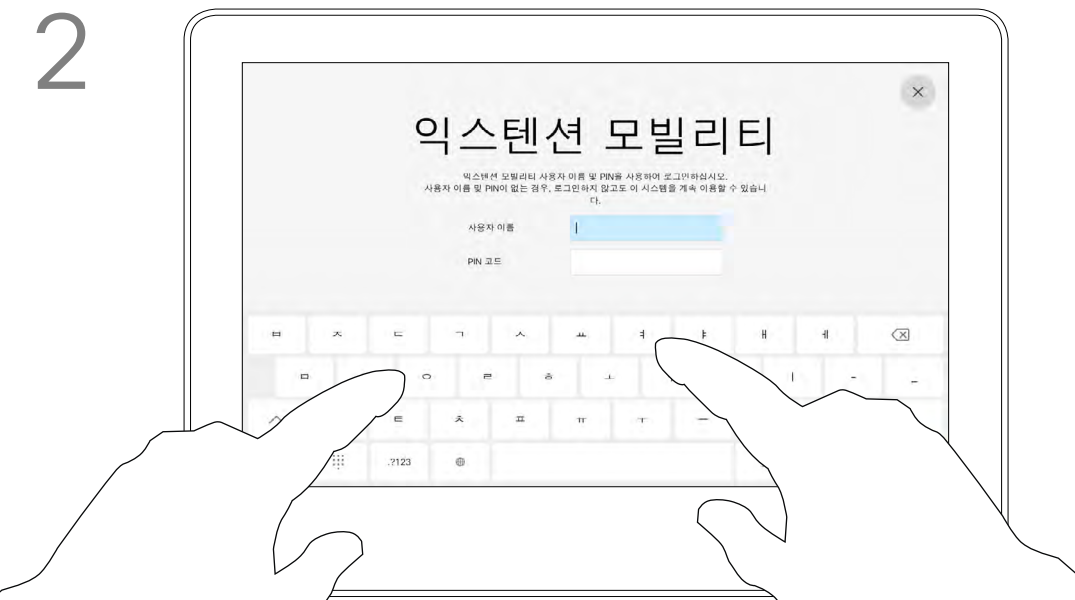 2
익스텐션 모빌리티
익스텐션 모빌리티 사용자 이름 및 PIN을 사용하여 로그인하십시오.
사용자 이름 및 PIN이 없는 경우, 로그인하지 않고도 이 시스템을 계속 이용할 수 있습니
다.
사용자 이름
PIN 코드
ㅂ ㅈ ㄷ ㄱ ㅅ ㅛ ㅕ ㅑ ㅐ ㅔ
ㅁ ㅇ ㄹ ㅎ ㅗ ㅣ - _
ㅌ ㅊ ㅍ ㅠ ㅜ ㅡ
.?123